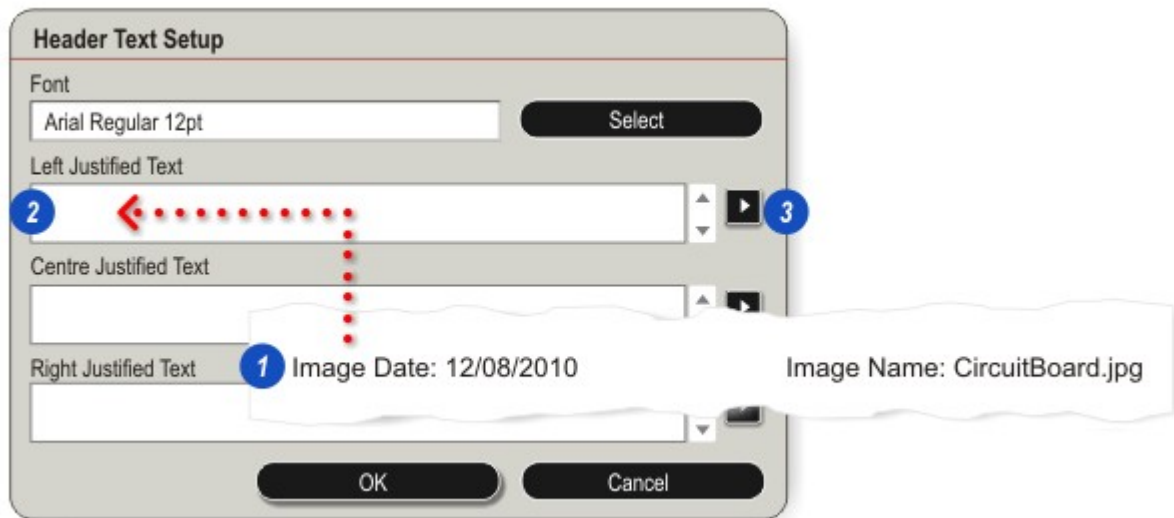 Header Text Setup
Font
Arial Regular 12pt
Select
Left Justified Text
2
3
Centre Justified Text
Right Justified Text
1
Image Date: 12/08/2010
Image Name: CircuitBoard.jpg
OK
Cancel